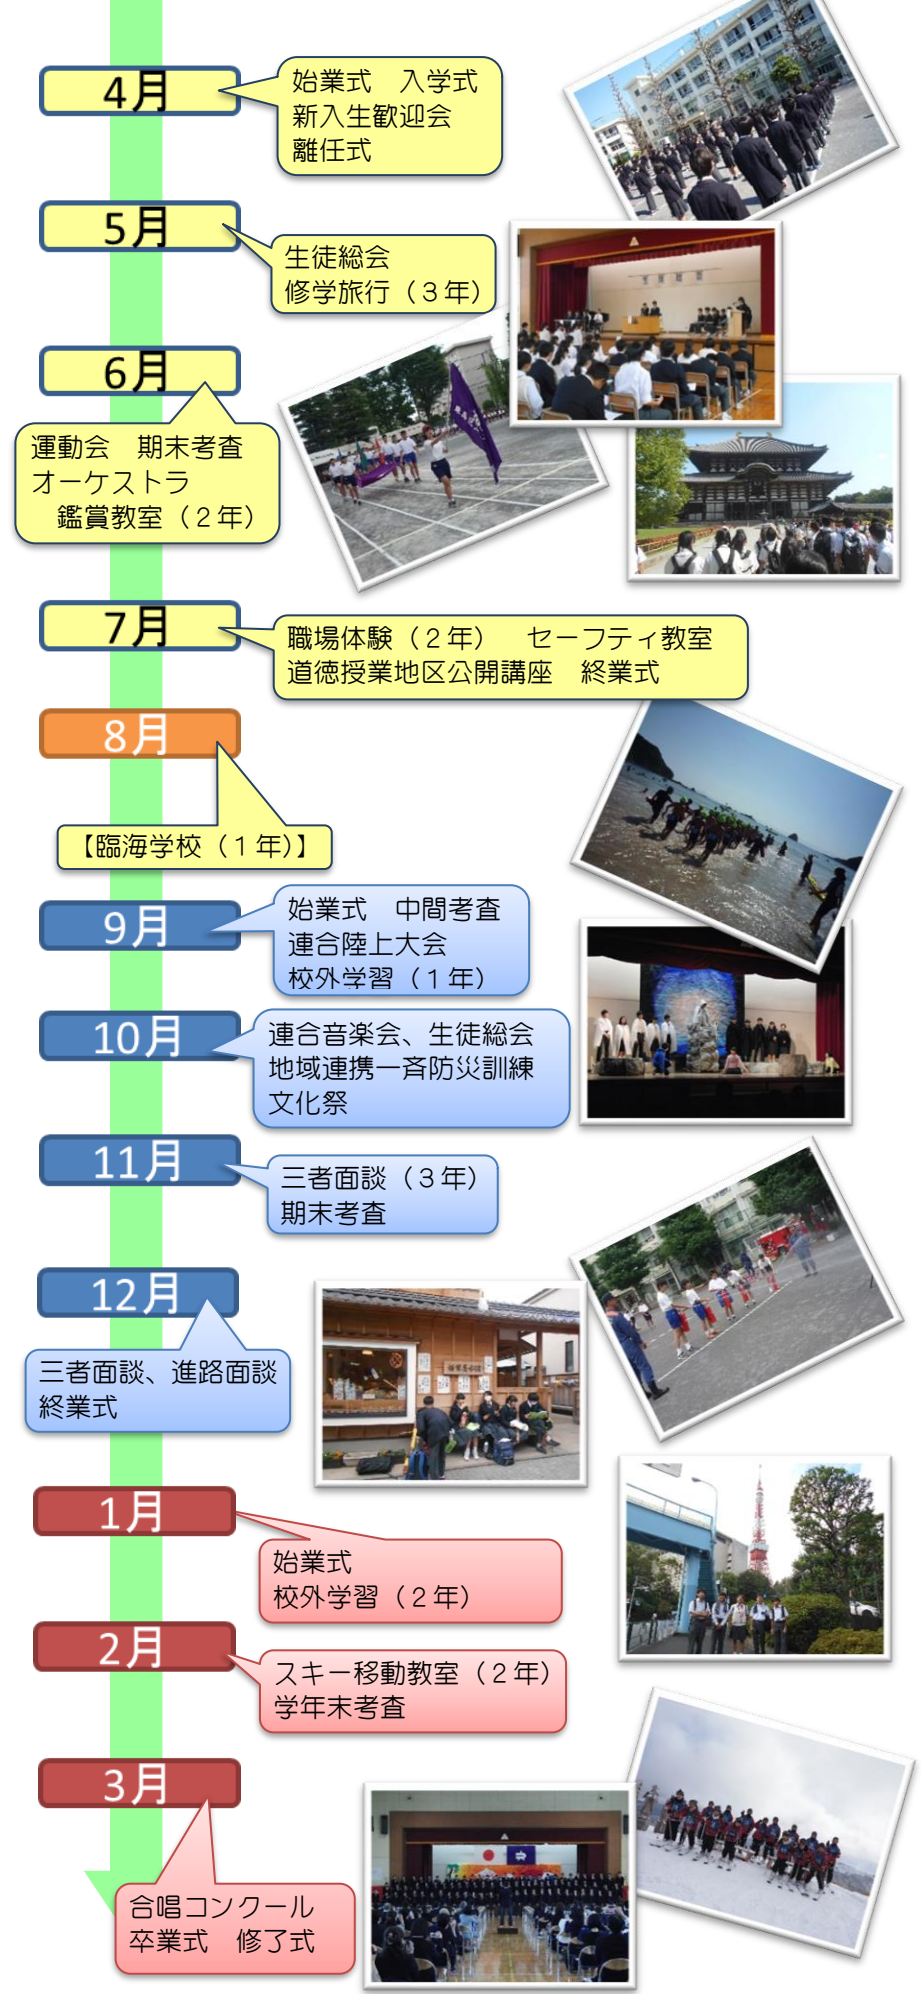 4月
始業式　入学式
新入生歓迎会
離任式
5月
生徒総会
修学旅行（３年）
6月
運動会　期末考査
オーケストラ
鑑賞教室（２年）
7月
職場体験（２年）　セーフティ教室
道徳授業地区公開講座　終業式
8月
【臨海学校（１年）】
9月
始業式　中間考査
連合陸上大会
校外学習（１年）
10月
連合音楽会、生徒総会
地域連携一斉防災訓練
文化祭
11月
三者面談（３年）
期末考査
12月
三者面談、進路面談
終業式
1月
始業式
校外学習（２年）
2月
スキー移動教室（２年）
学年末考査
3月
合唱コンクール
卒業式　修了式